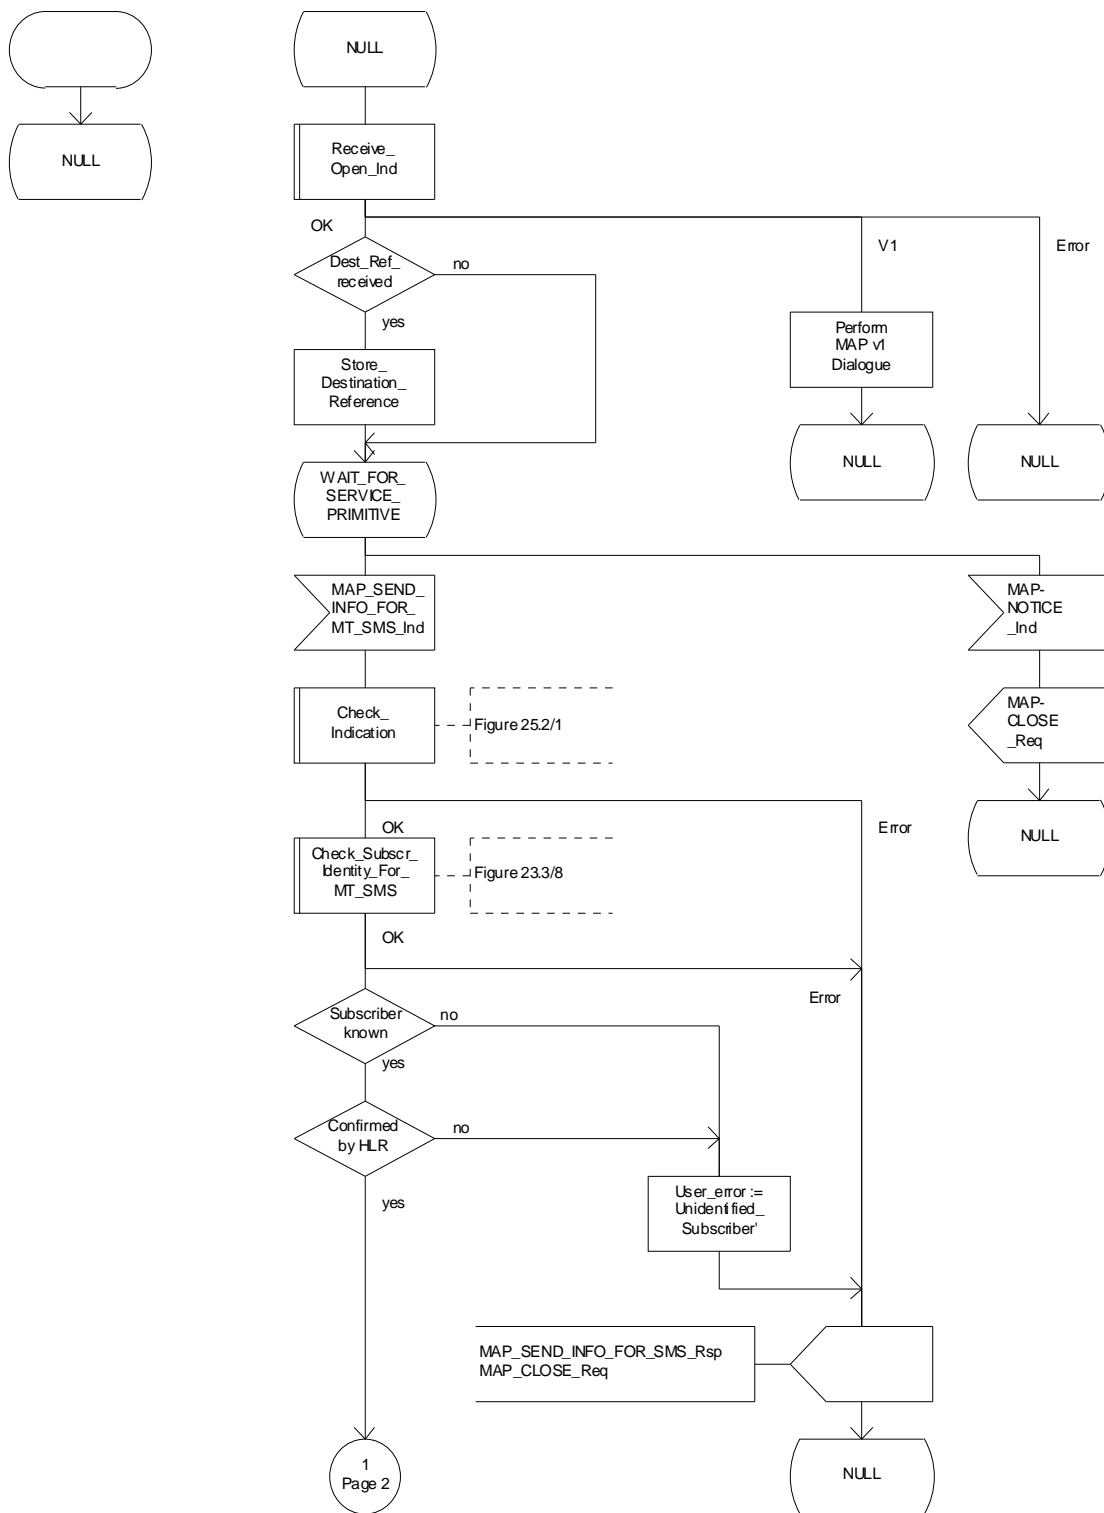 NULL
NULL
Receive_
Open_Ind
OK
V1
Error
Dest_Ref_
received
no
yes
Perform
MAP v1
Dialogue
Store_
Destination_
Reference
NULL
NULL
WAIT_FOR_
SERVICE_
PRIMITIVE
MAP_SEND_
INFO_FOR_
MT_SMS_Ind
MAP-
NOTICE
_Ind
Check_
Indication
Figure 25.2/1
MAP-
CLOSE
_Req
OK
Error
NULL
Check_Subscr_
Identity_For_
MT_SMS
Figure 23.3/8
OK
Error
Subscriber
known
no
yes
Confirmed
by HLR
no
yes
User_error :=
Unidentified_
Subscriber'
MAP_SEND_INFO_FOR_SMS_Rsp
MAP_CLOSE_Req
1
Page 2
NULL